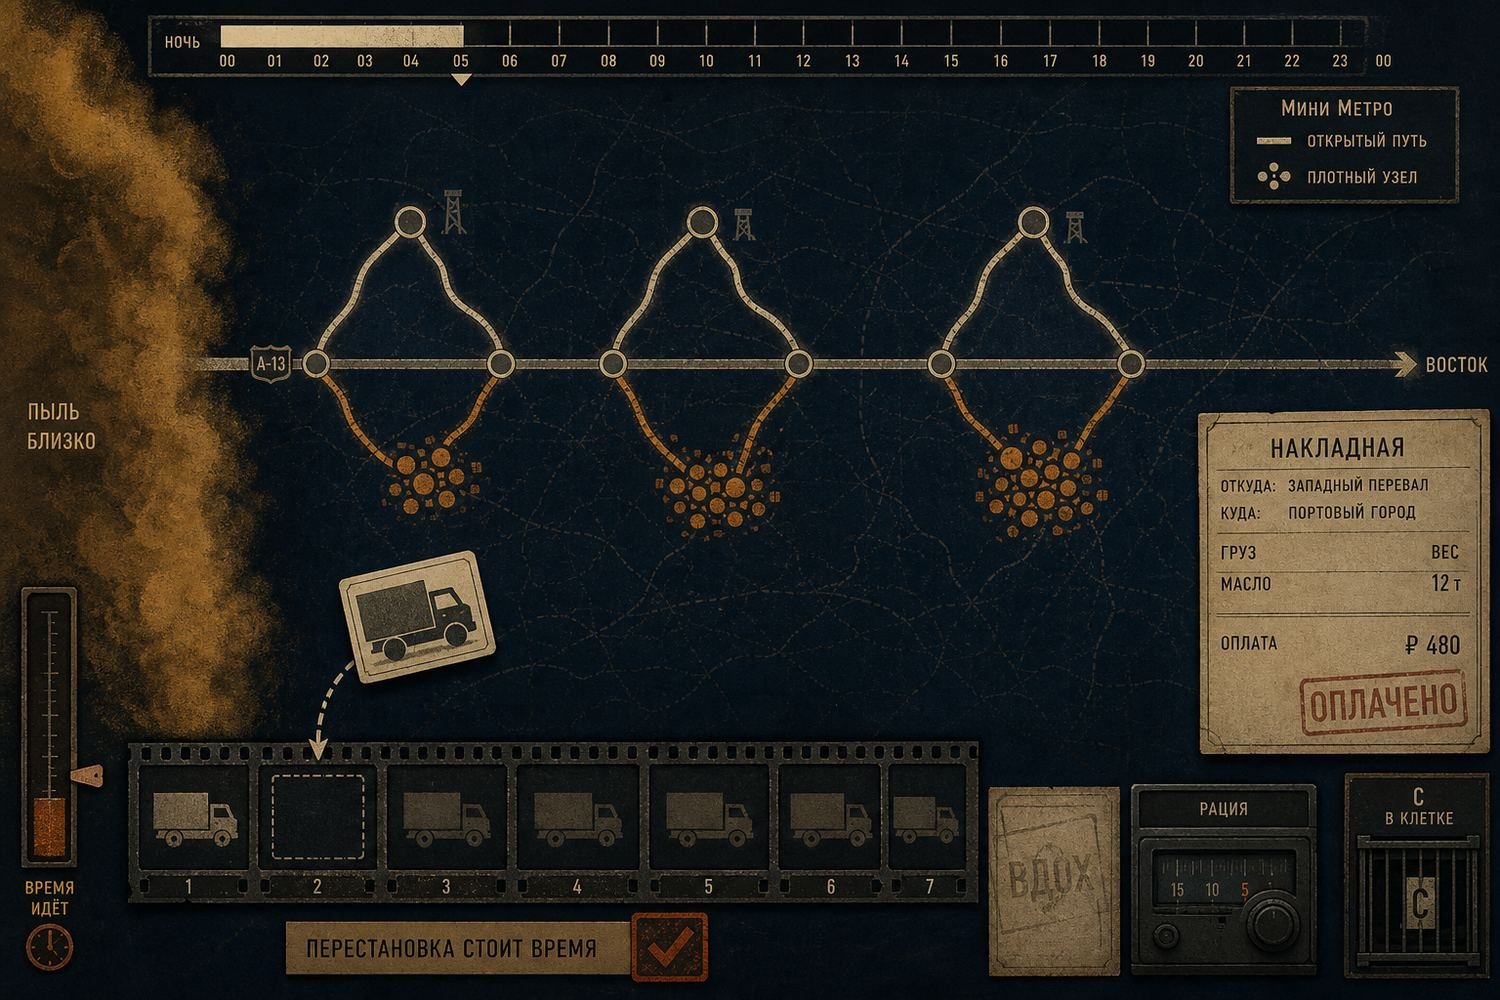 НОЧЬ
00 01 02 03 04 05 06 07 08 09 10 11 12 13 14 15 16 17 18 19 20 21 22 23 00
Мини Метро
ОТКРЫТЫЙ ПУТЬ
ПЛОТНЫЙ УЗЕЛ
А-13
ВОСТОК
ПЫЛЬ
БЛИЗКО
НАКЛАДНАЯ
ОТКУДА: ЗАПАДНЫЙ ПЕРЕВАЛ
КУДА: ПОРТОВЫЙ ГОРОД
ГРУЗ ВЕС
МАСЛО 12 т
ОПЛАТА ₽ 480
ОПЛАЧЕНО
ВРЕМЯ
ИДЁТ
1 2 3 4 5 6 7
ПЕРЕСТАНОВКА СТОИТ ВРЕМЯ
ВДОХ
РАЦИЯ
15 10 5
С
В КЛЕТКЕ
С